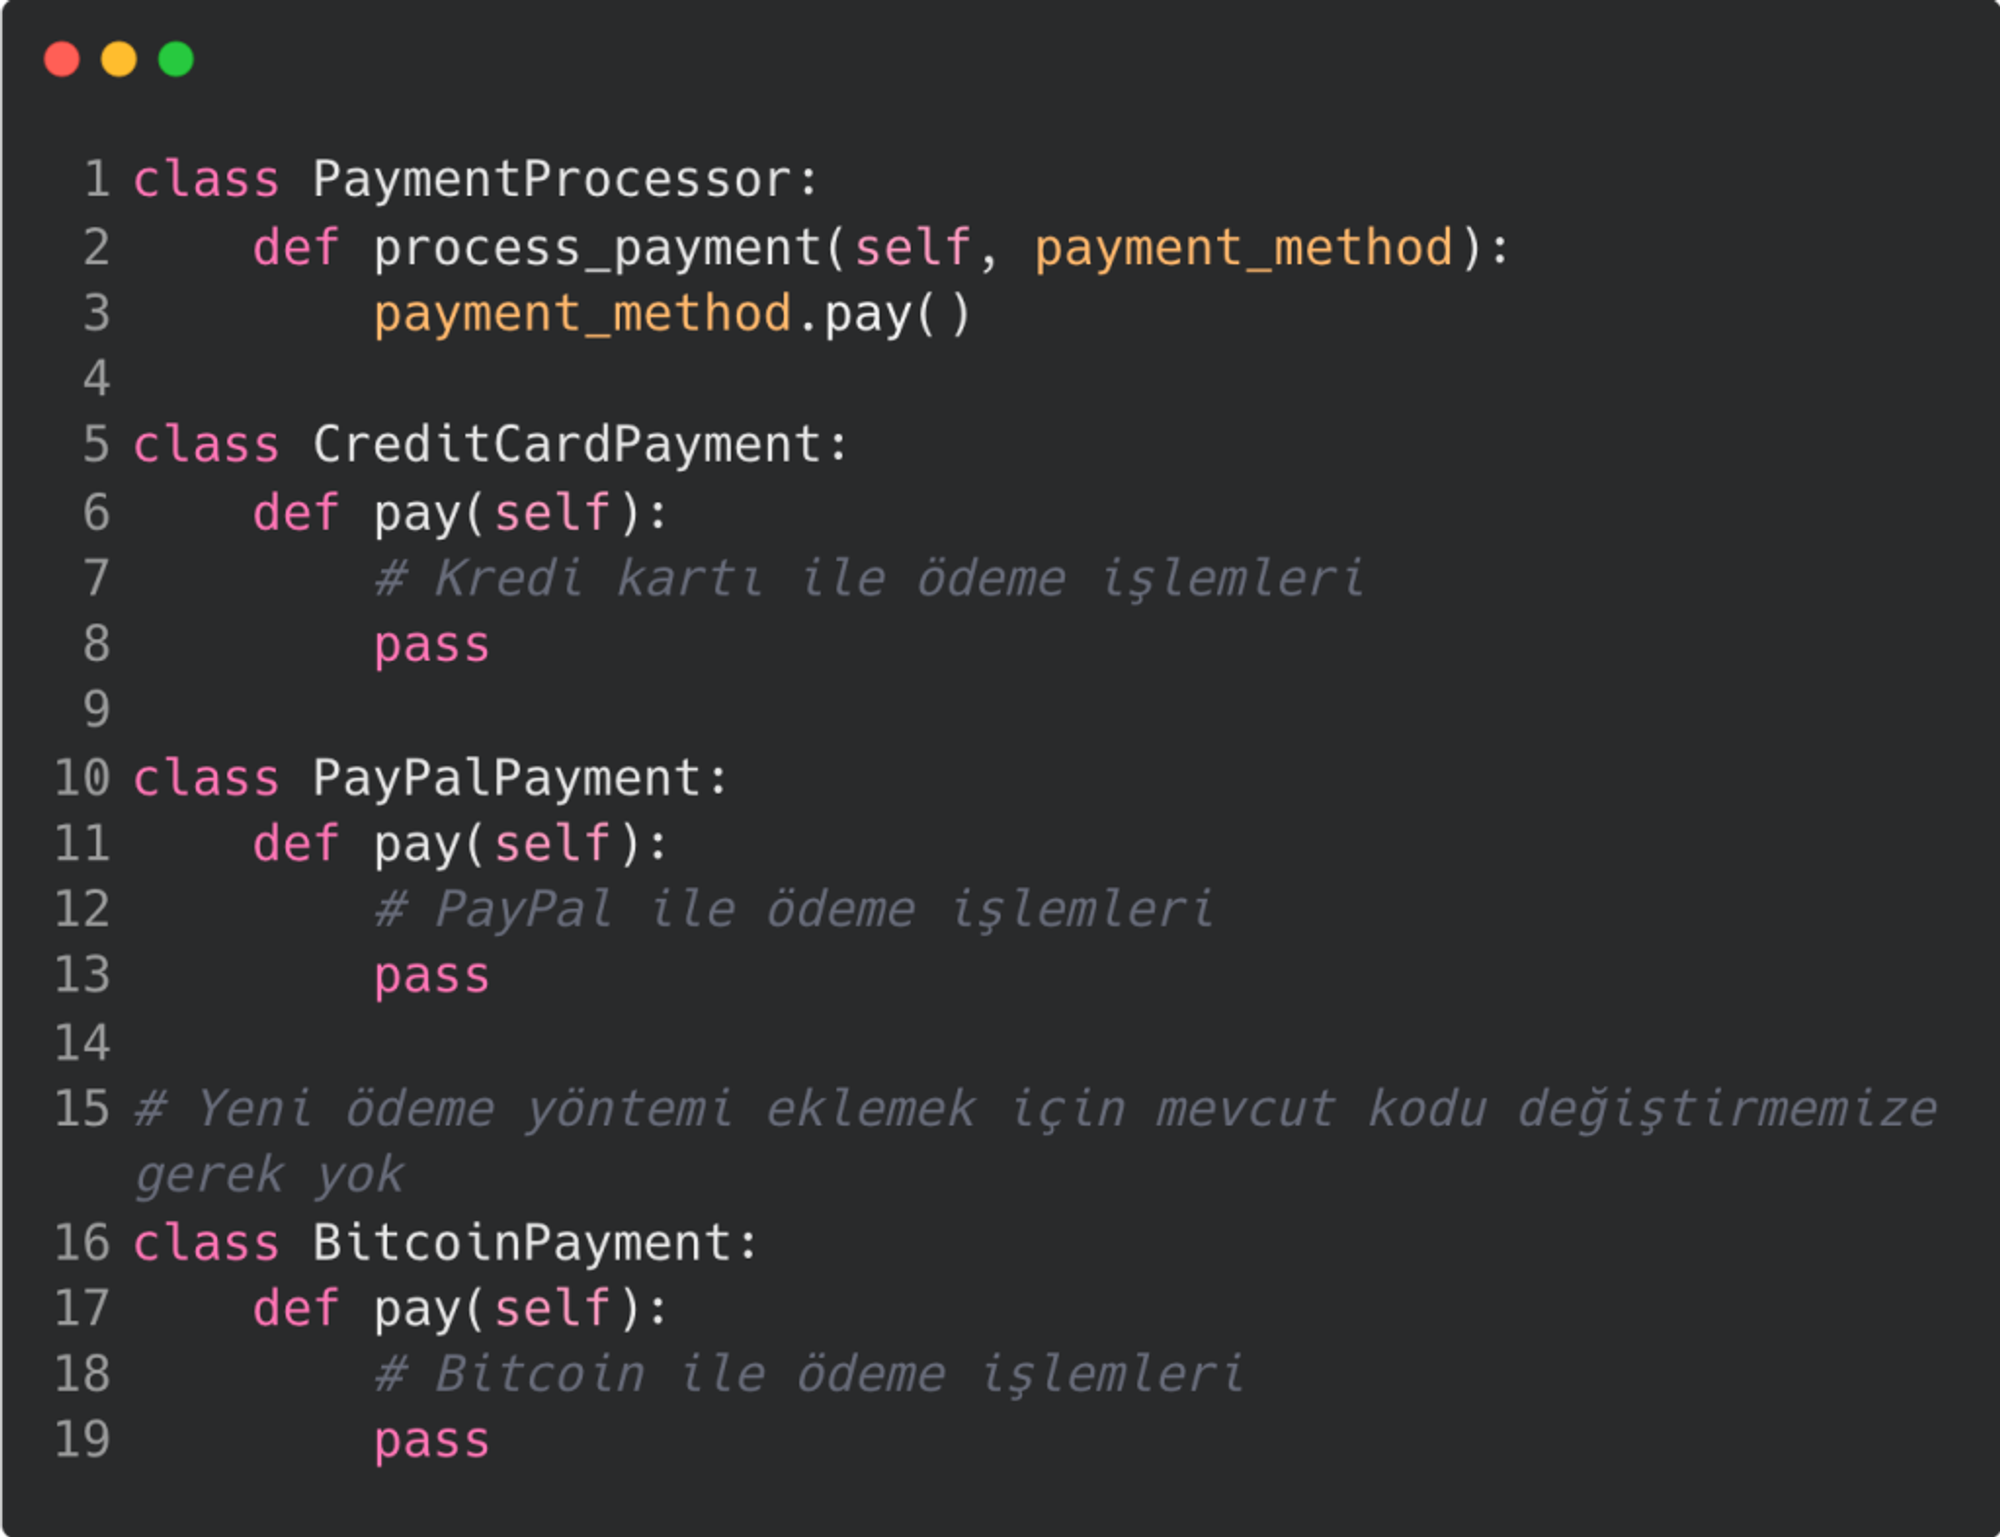 1 class PaymentProcessor:
2     def process_payment(self, payment_method):
3         payment_method.pay()
4
5 class CreditCardPayment:
6     def pay(self):
7         # Kredi kartı ile ödeme işlemleri
8         pass
9
10 class PayPalPayment:
11     def pay(self):
12         # PayPal ile ödeme işlemleri
13         pass
14
15 # Yeni ödeme yöntemi eklemek için mevcut kodu değiştirmemize
gerek yok
16 class BitcoinPayment:
17     def pay(self):
18         # Bitcoin ile ödeme işlemleri
19         pass